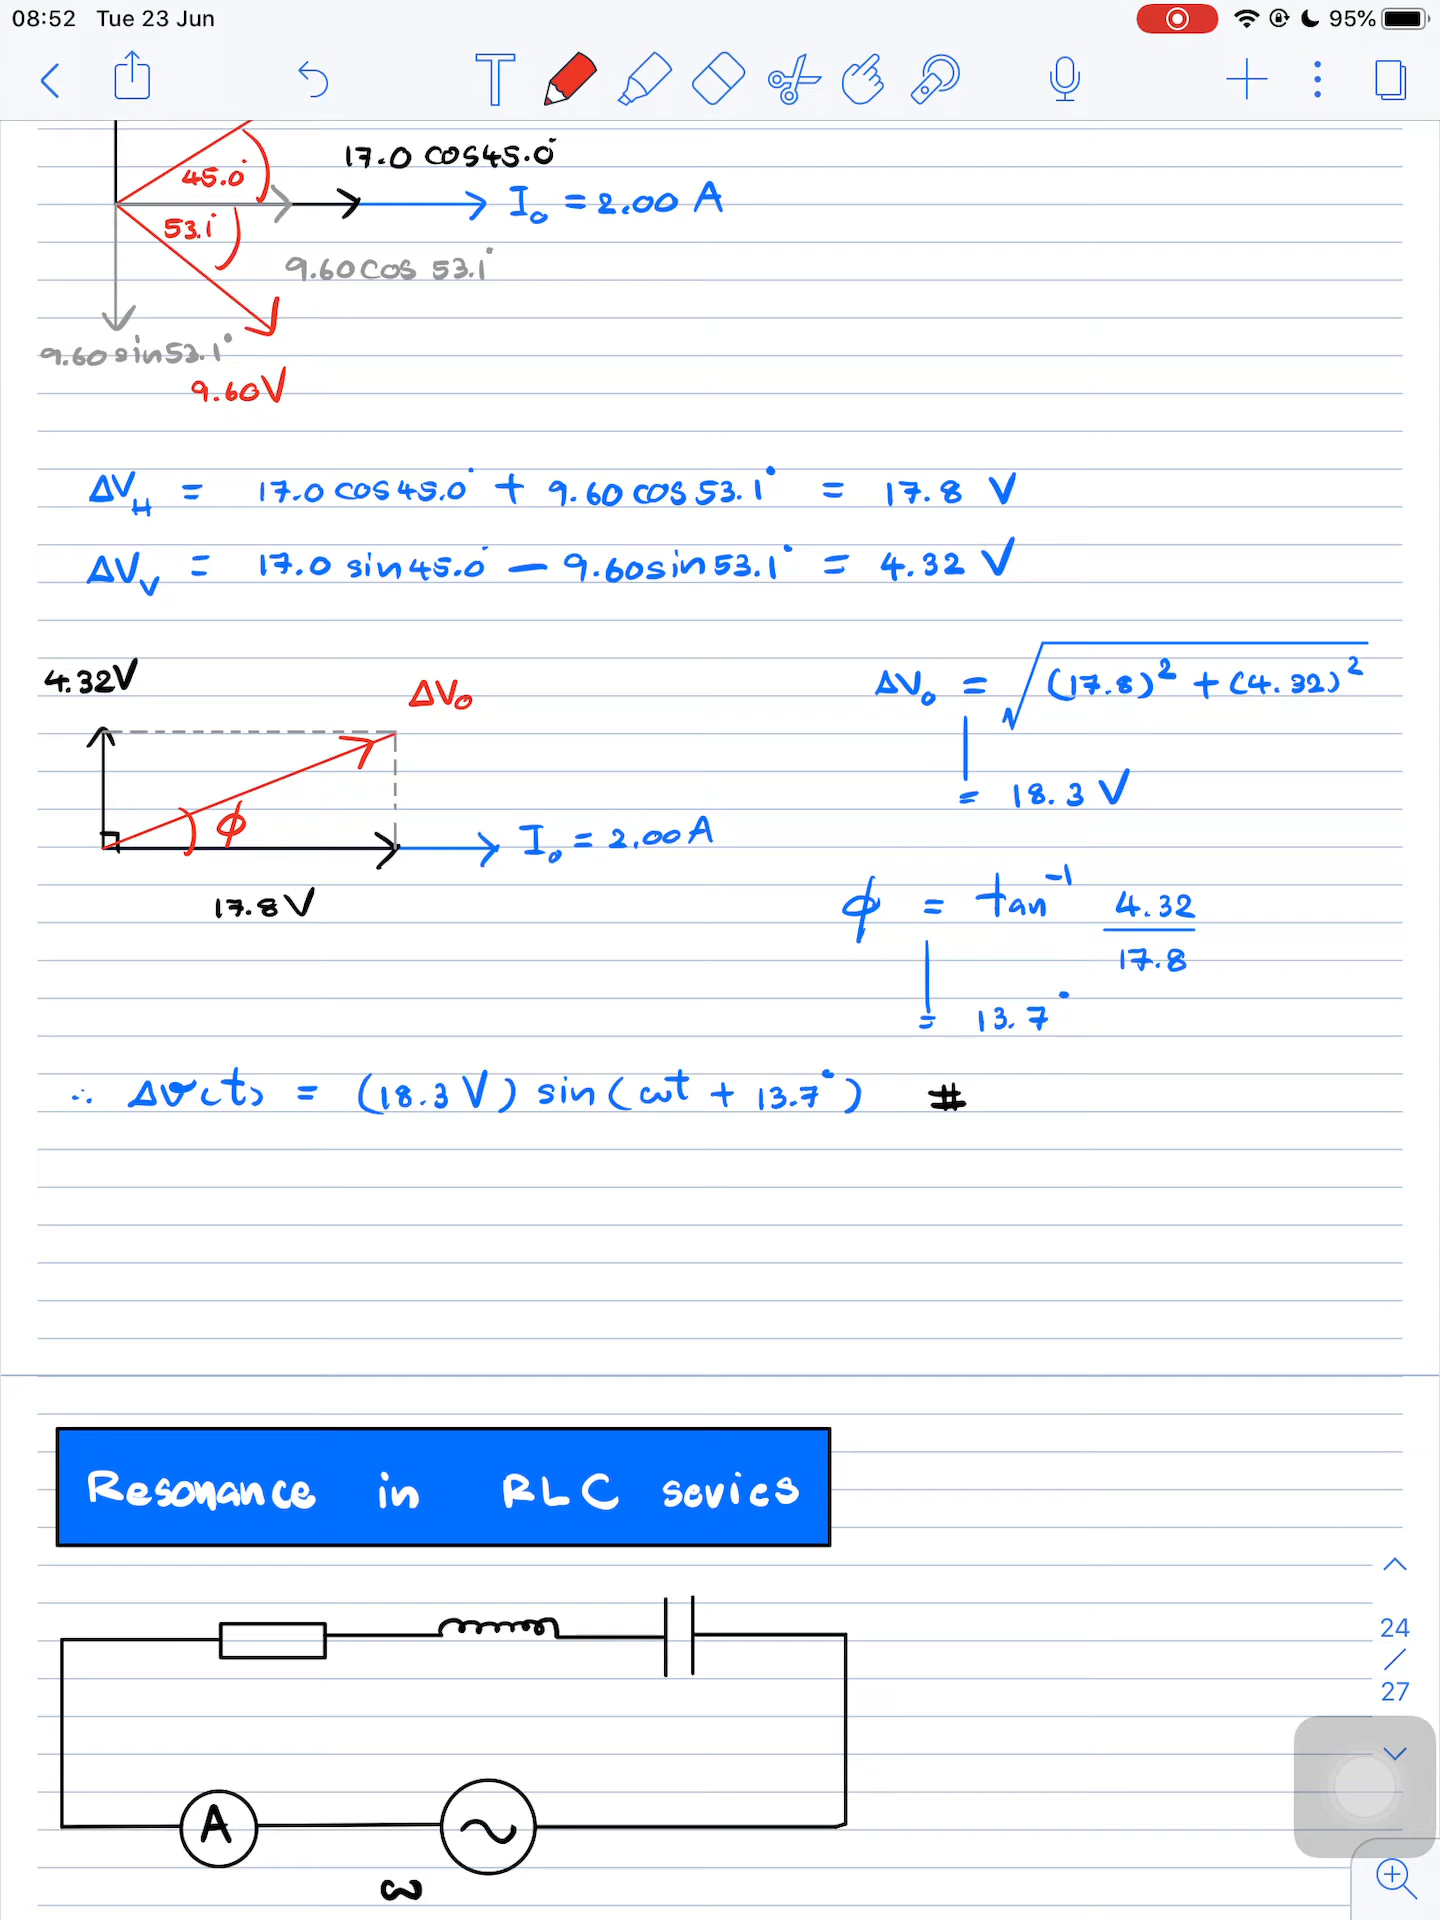 08:52 Tue 23 Jun
95%
T
17.0 cos45.0°
45.0°
I₀ = 2.00 A
53.1°
9.60 cos 53.1°
9.60 sin53.1°
9.60V
ΔV_H = 17.0 cos45.0° + 9.60 cos 53.1° = 17.8 V
ΔV_V = 17.0 sin45.0° − 9.60 sin53.1° = 4.32 V
4.32V
ΔV₀
ΔV₀ = √((17.8)² + (4.32)²)
= 18.3 V
ϕ
I₀ = 2.00 A
17.8 V
ϕ = tan⁻¹ 4.32/17.8
= 13.7°
∴ Δv(t) = (18.3 V) sin(ωt + 13.7°) #
Resonance in RLC series
24
/
27
A
ω